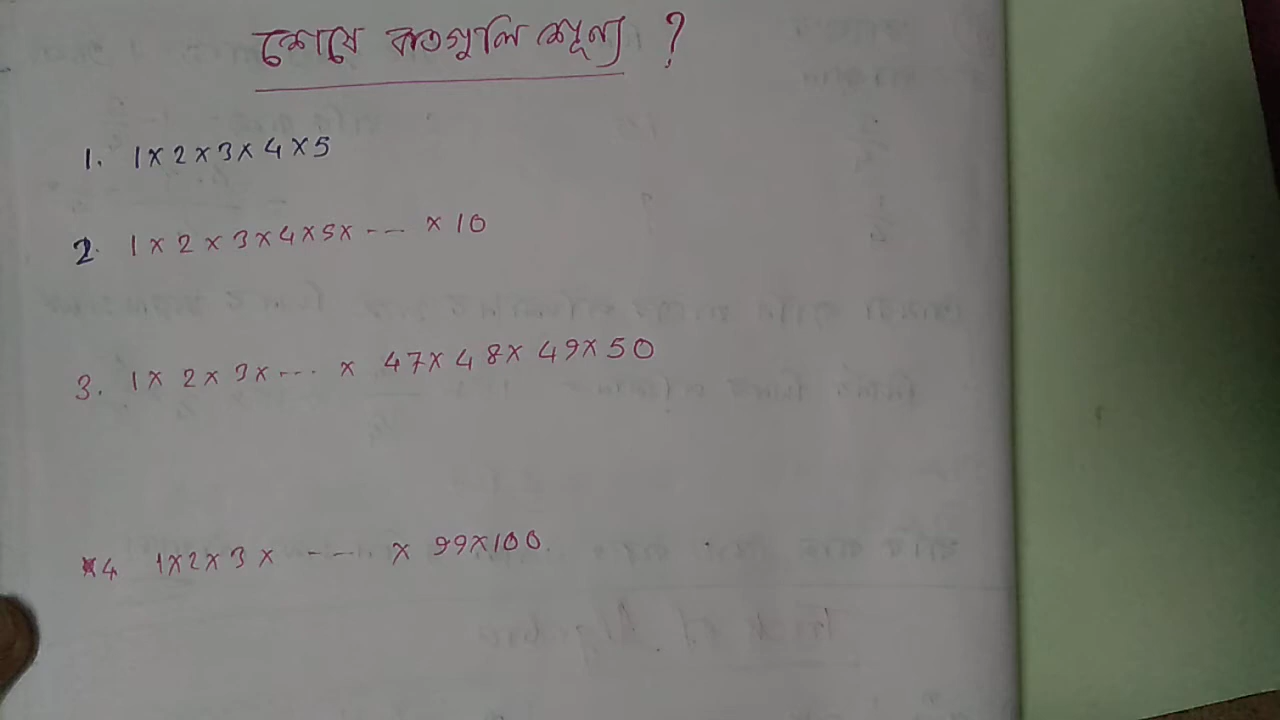 শেষে কতগুলি শূন্য ?
1. 1×2×3×4×5
2. 1×2×3×4×5×---- ×10
3. 1×2×3×---- × 47×48×49×50
4 1×2×3× ---- × 99×100.